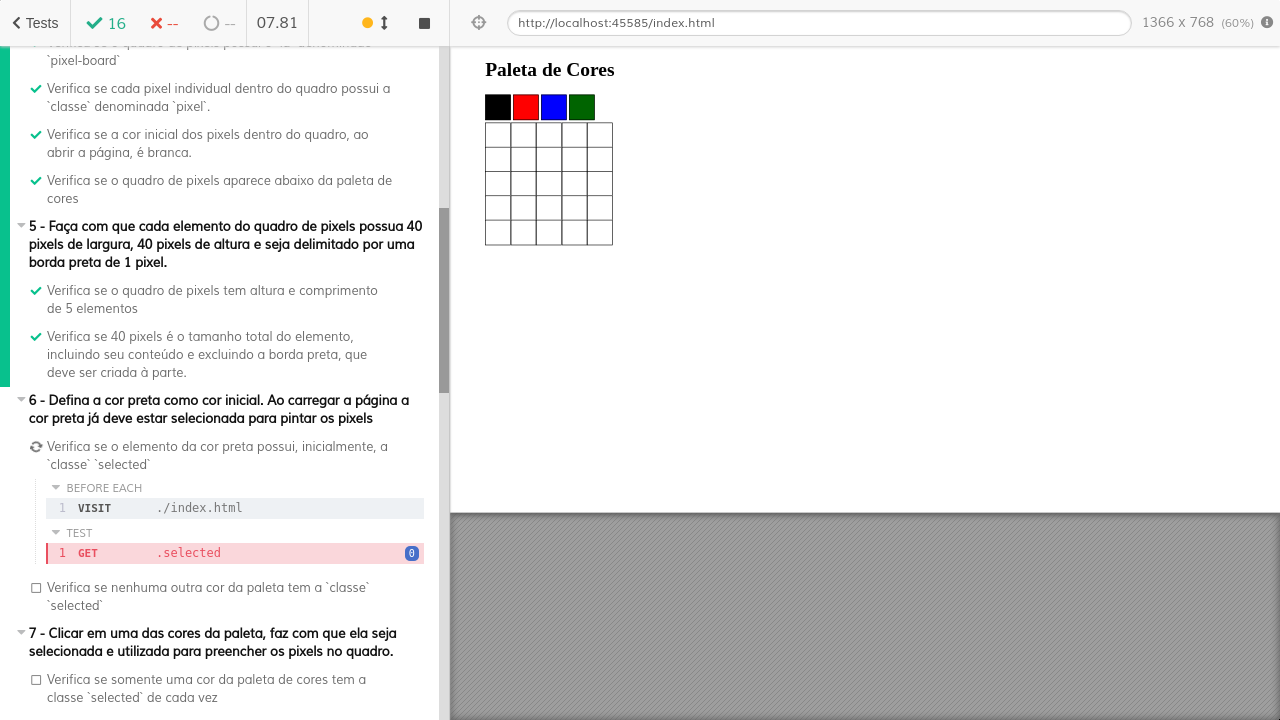 Tests
16
--
--
07.81
http://localhost:45585/index.html
1366 x 768 (60%)
`pixel-board`
Verifica se cada pixel individual dentro do quadro possui a
`classe` denominada `pixel`.
Verifica se a cor inicial dos pixels dentro do quadro, ao
abrir a página, é branca.
Verifica se o quadro de pixels aparece abaixo da paleta de
cores
5 - Faça com que cada elemento do quadro de pixels possua 40
pixels de largura, 40 pixels de altura e seja delimitado por uma
borda preta de 1 pixel.
Verifica se o quadro de pixels tem altura e comprimento
de 5 elementos
Verifica se 40 pixels é o tamanho total do elemento,
incluindo seu conteúdo e excluindo a borda preta, que
deve ser criada à parte.
6 - Defina a cor preta como cor inicial. Ao carregar a página a
cor preta já deve estar selecionada para pintar os pixels
Verifica se o elemento da cor preta possui, inicialmente, a
`classe` `selected`
BEFORE EACH
1 VISIT ./index.html
TEST
1 GET .selected 0
Verifica se nenhuma outra cor da paleta tem a `classe`
`selected`
7 - Clicar em uma das cores da paleta, faz com que ela seja
selecionada e utilizada para preencher os pixels no quadro.
Verifica se somente uma cor da paleta de cores tem a
classe `selected` de cada vez
Paleta de Cores